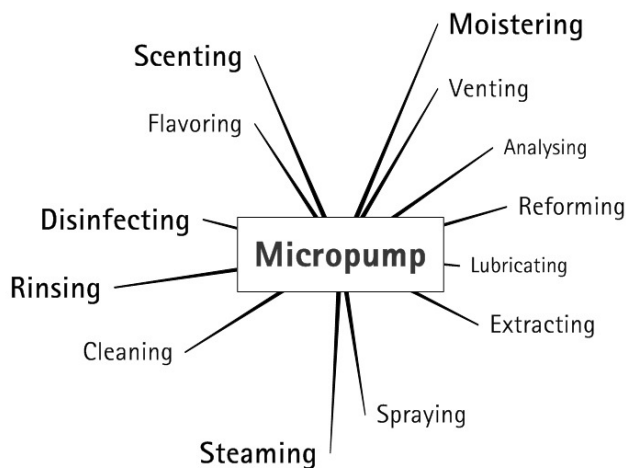 Moistering
Scenting
Venting
Flavoring
Analysing
Reforming
Disinfecting
Micropump
Lubricating
Rinsing
Extracting
Cleaning
Spraying
Steaming